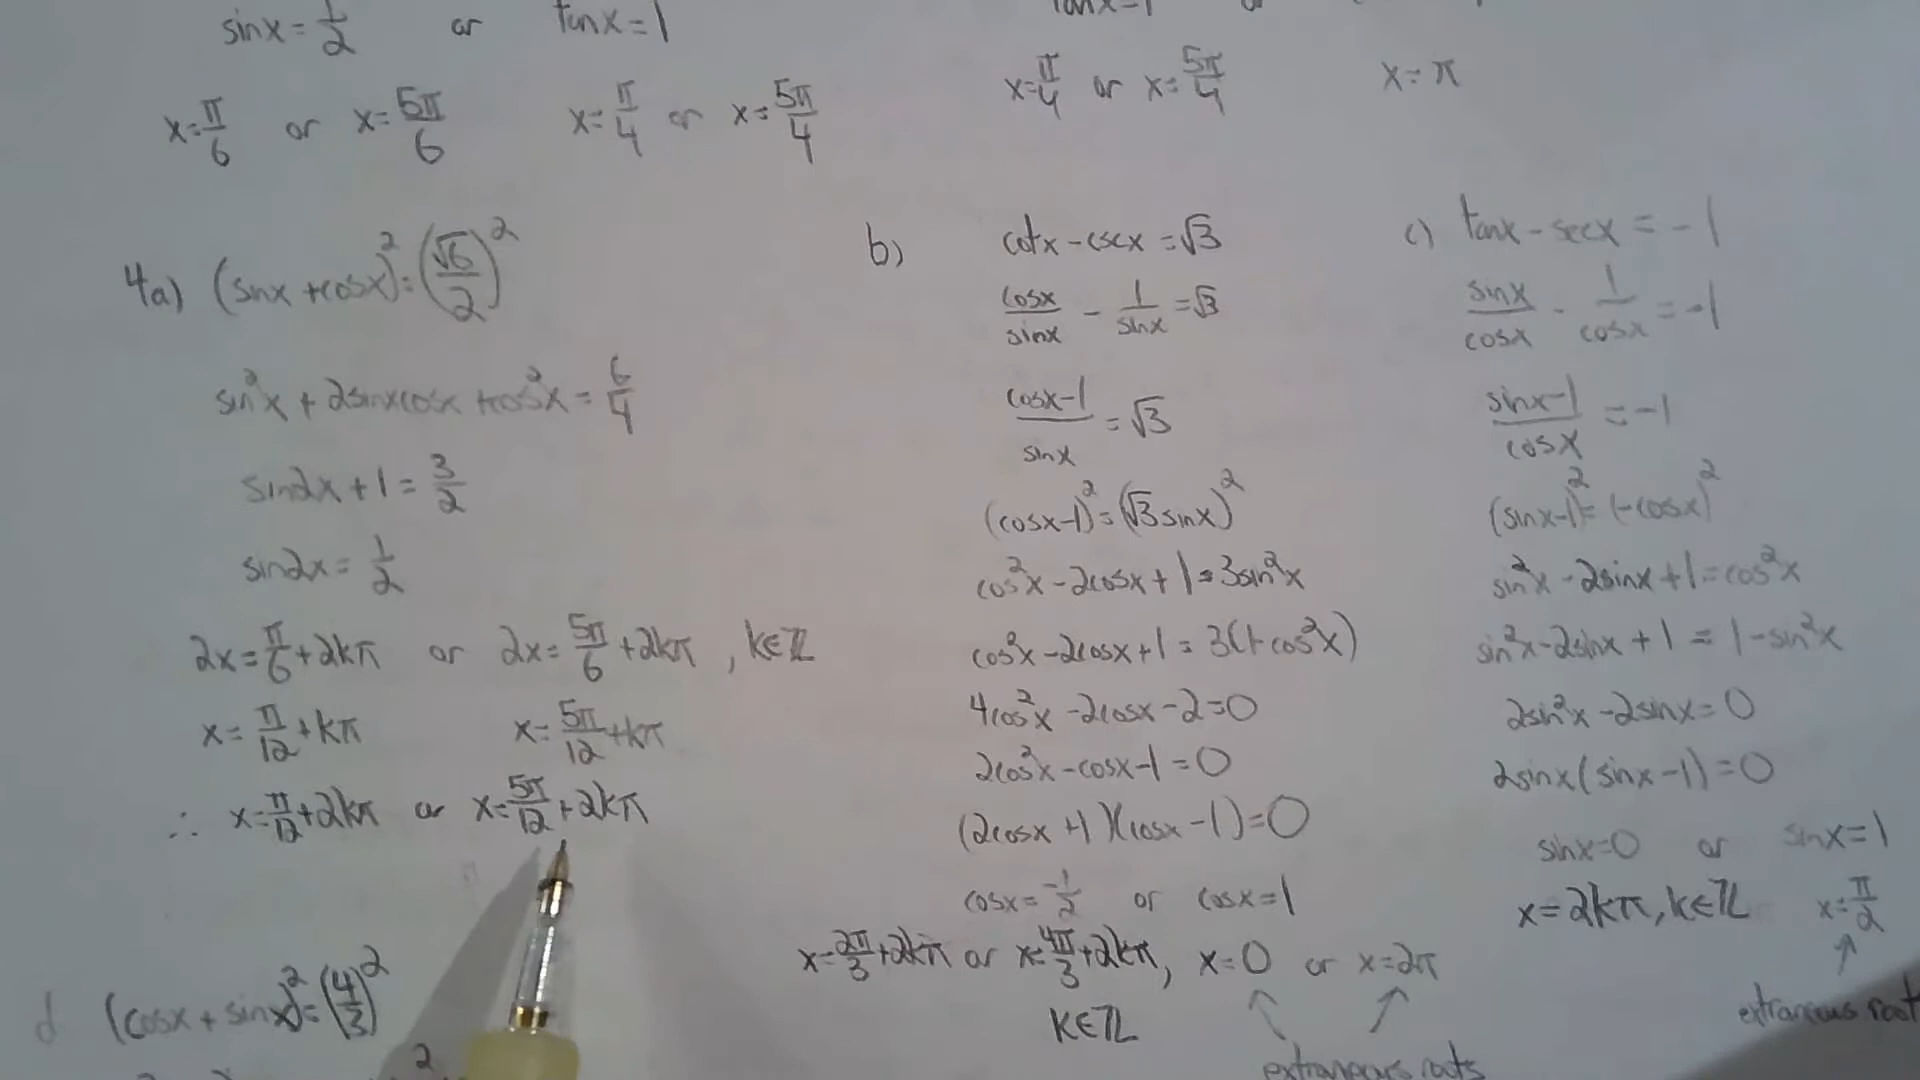 sinx = 1/2 or tanx = 1
x = π/6 or x = 5π/6 x = π/4 or x = 5π/4
x = π/4 or x = 5π/4 x = π
4a) (sinx + cosx)² = (√6/2)²
sin²x + 2sinxcosx + cos²x = 6/4
sin2x + 1 = 3/2
sin2x = 1/2
2x = π/6 + 2kπ or 2x = 5π/6 + 2kπ, k∈ℤ
x = π/12 + kπ x = 5π/12 + kπ
∴ x = π/12 + 2kπ or x = 5π/12 + 2kπ
d (cosx + sinx)² = (4/3)²
b) cotx - cscx = √3
cosx/sinx - 1/sinx = √3
cosx-1/sinx = √3
(cosx-1)² = (√3sinx)²
cos²x - 2cosx + 1 = 3sin²x
cos²x - 2cosx + 1 = 3(1-cos²x)
4cos²x - 2cosx - 2 = 0
2cos²x - cosx - 1 = 0
(2cosx + 1)(cosx - 1) = 0
cosx = -1/2 or cosx = 1
x = 2π/3 + 2kπ or x = 4π/3 + 2kπ, x = 0 or x = 2π
k∈ℤ
extraneous roots
c) tanx - secx = -1
sinx/cosx - 1/cosx = -1
sinx-1/cosx = -1
(sinx-1)² = (-cosx)²
sin²x - 2sinx + 1 = cos²x
sin²x - 2sinx + 1 = 1 - sin²x
2sin²x - 2sinx = 0
2sinx(sinx - 1) = 0
sinx = 0 or sinx = 1
x = 2kπ, k∈ℤ x = π/2
extraneous root